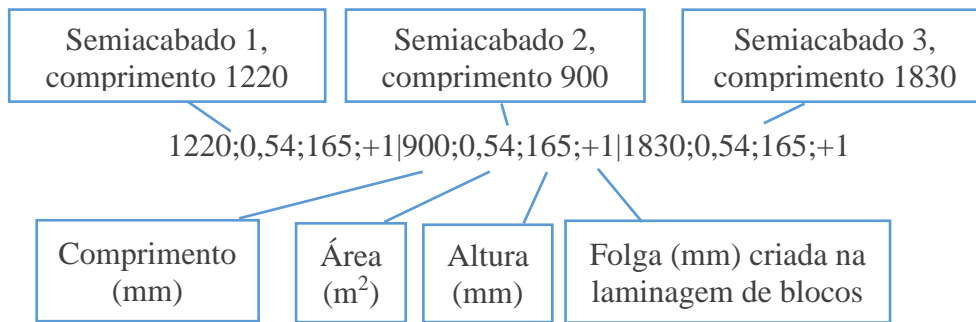 Semiacabado 1,
comprimento 1220
Semiacabado 2,
comprimento 900
Semiacabado 3,
comprimento 1830
1220;0,54;165;+1|900;0,54;165;+1|1830;0,54;165;+1
Comprimento
(mm)
Área
(m²)
Altura
(mm)
Folga (mm) criada na
laminagem de blocos